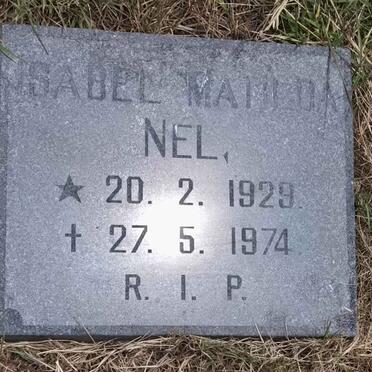 ISABEL MATILDA
NEL,
★ 20. 2. 1929.
✝ 27. 5. 1974.
R. I. P.